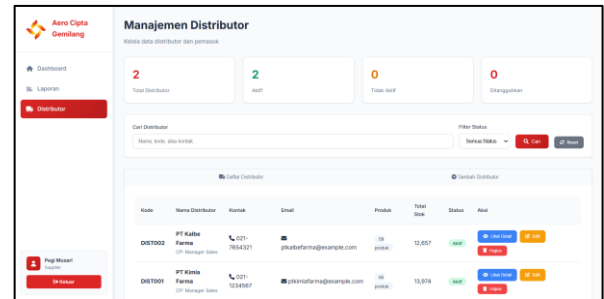 Aero Cipta
Gemilang
Manajemen Distributor
Kelola data distributor dan pemasok
Dashboard
Laporan
Distributor
2
Total Distributor
2
Aktif
0
Tidak Aktif
0
Ditangguhkan
Cari Distributor
Nama, kode, atau kontak
Filter Status
Semua Status
Cari
Reset
Daftar Distributor
Tambah Distributor
Kode Nama Distributor Kontak Email Produk Total Stok Status Aksi
DIST002
PT Kalbe
Farma
CP: Manager Sales
021-
7654321
ptkalbefarma@example.com
produk
12,657
Aktif
Lihat Detail
Edit
Hapus
DIST001
PT Kimia
Farma
CP: Manager Sales
021-
1234567
ptkimiafarma@example.com
produk
13,974
Aktif
Lihat Detail
Edit
Hapus
Pegi Musari
Supplier
Keluar